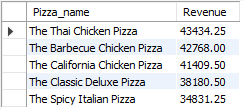 Pizza_name Revenue
The Thai Chicken Pizza 43434.25
The Barbecue Chicken Pizza 42768.00
The California Chicken Pizza 41409.50
The Classic Deluxe Pizza 38180.50
The Spicy Italian Pizza 34831.25